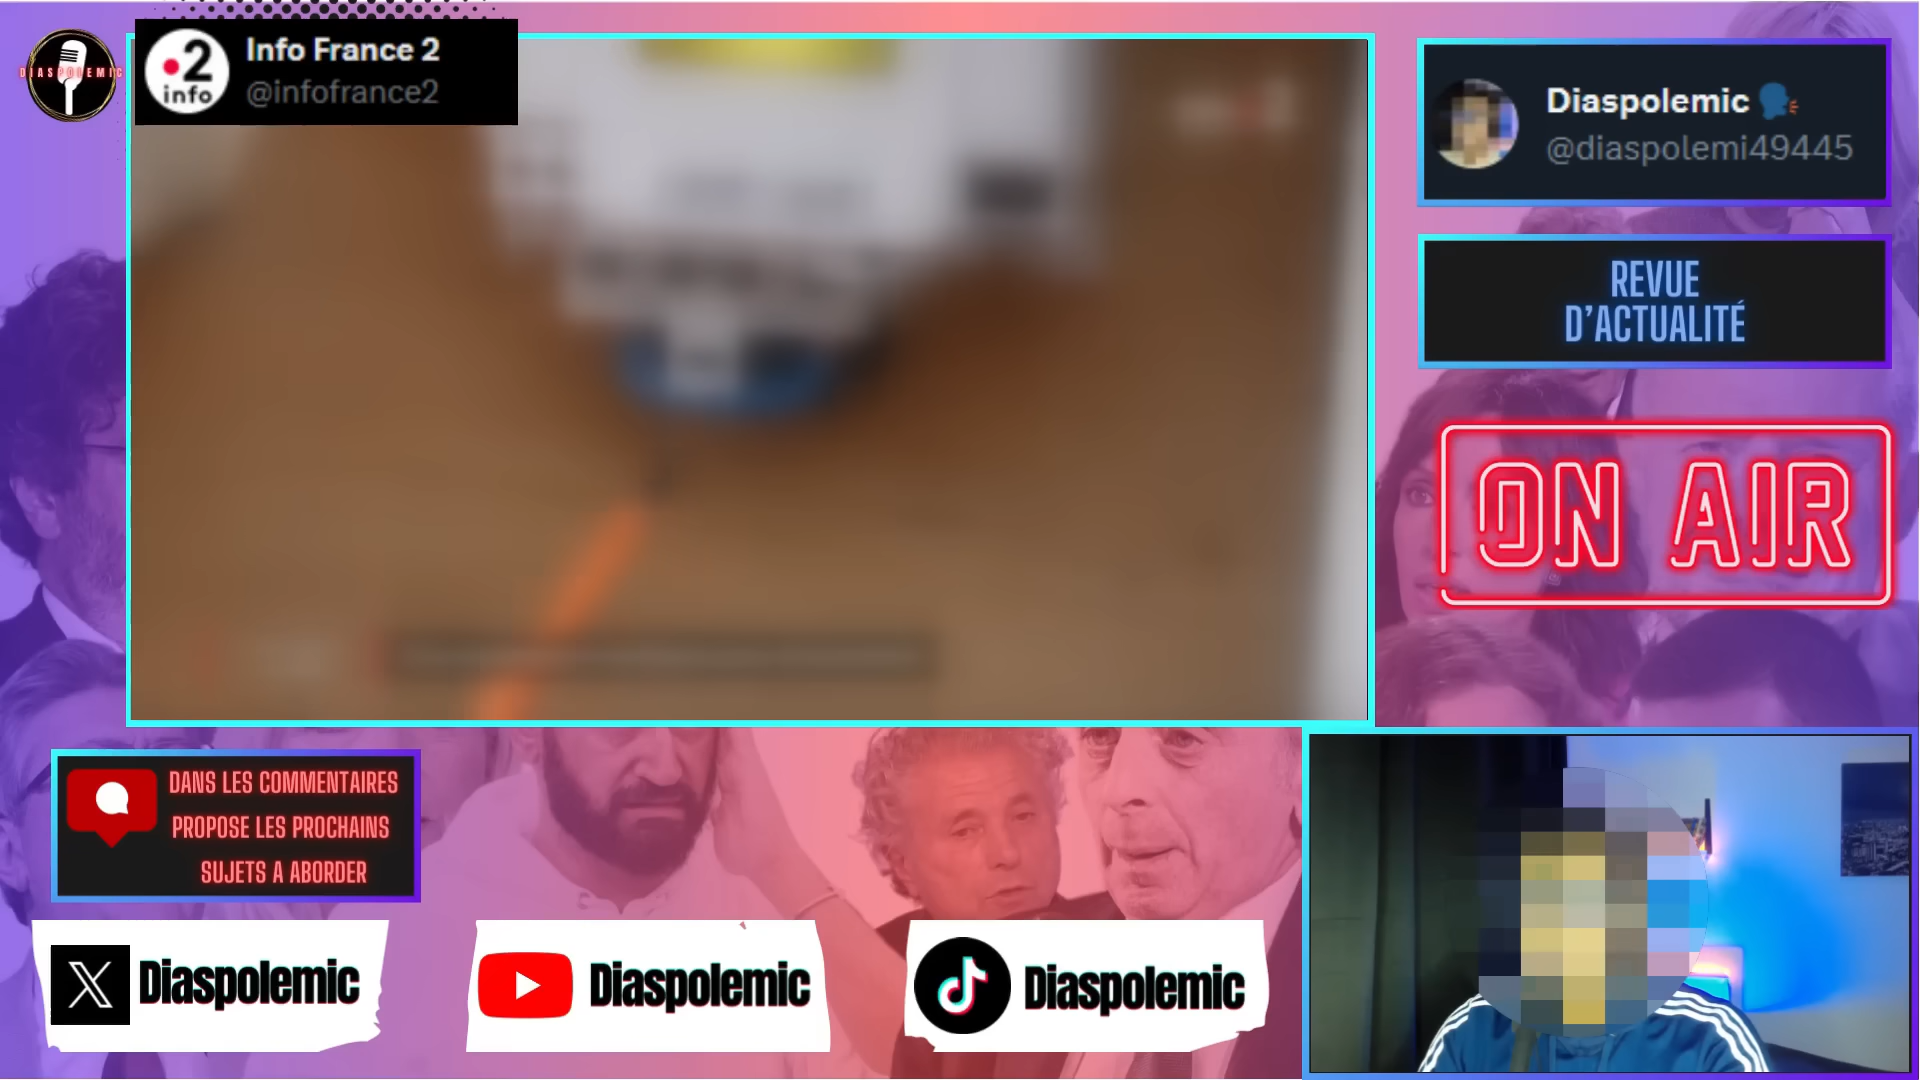 DIASPOLEMIC
2
info
Info France 2
@infofrance2
Diaspolemic
@diaspolemi49445
REVUE
D'ACTUALITÉ
ON AIR
DANS LES COMMENTAIRES
PROPOSE LES PROCHAINS
SUJETS A ABORDER
X Diaspolemic
Diaspolemic
Diaspolemic